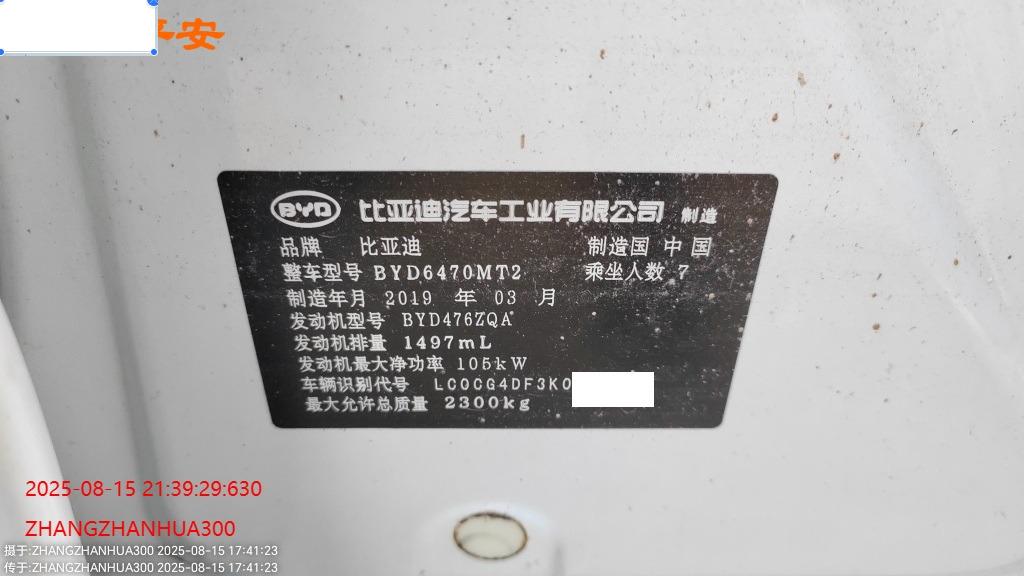 平安
BYD 比亚迪汽车工业有限公司 制造
品牌 比亚迪 制造国 中国
整车型号 BYD6470MT2 乘坐人数 7
制造年月 2019 年 03 月
发动机型号 BYD476ZQA
发动机排量 1497mL
发动机最大净功率 105kW
车辆识别代号 LC0CG4DF3K0
最大允许总质量 2300kg
2025-08-15 21:39:29:630
ZHANGZHANHUA300
摄于:ZHANGZHANHUA300 2025-08-15 17:41:23
传于:ZHANGZHANHUA300 2025-08-15 17:41:23